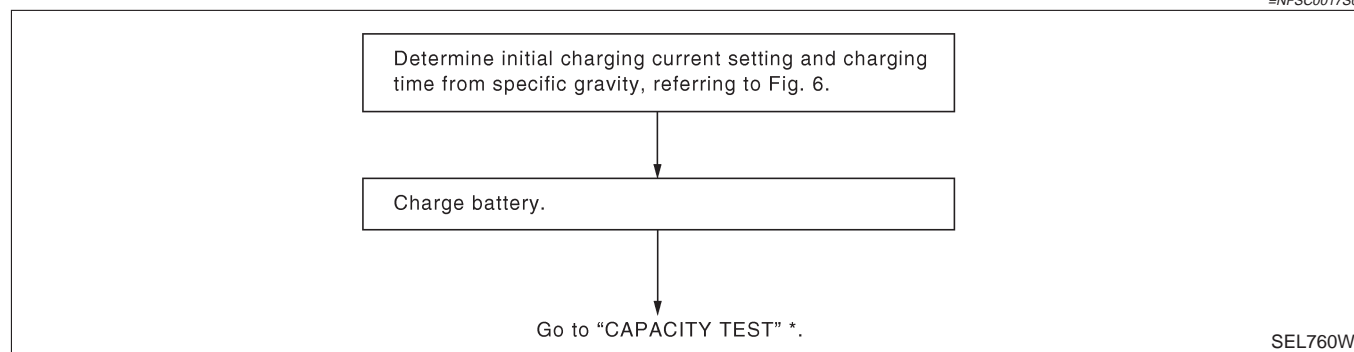 Determine initial charging current setting and charging
time from specific gravity, referring to Fig. 6.
Charge battery.
Go to “CAPACITY TEST” *.
SEL760W